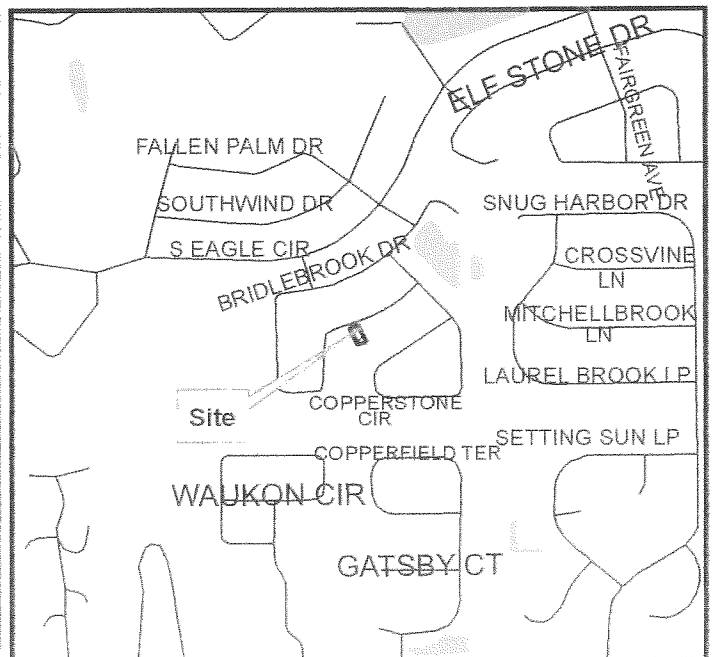 ELF STONE DR
FAIRGREEN AVE
FALLEN PALM DR
SOUTHWIND DR
SNUG HARBOR DR
S EAGLE CIR
BRIDLEBROOK DR
CROSSVINE
LN
MITCHELLBROOK
LN
LAUREL BROOK LP
COPPERSTONE
CIR
Site
SETTING SUN LP
COPPERFIELD TER
WAUKON CIR
GATSBY CT